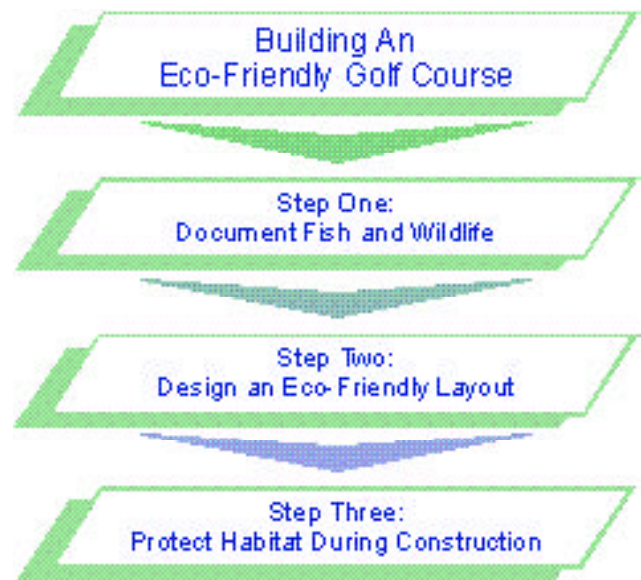 Building An
Eco-Friendly Golf Course
Step One:
Document Fish and Wildlife
Step Two:
Design an Eco-Friendly Layout
Step Three:
Protect Habitat During Construction